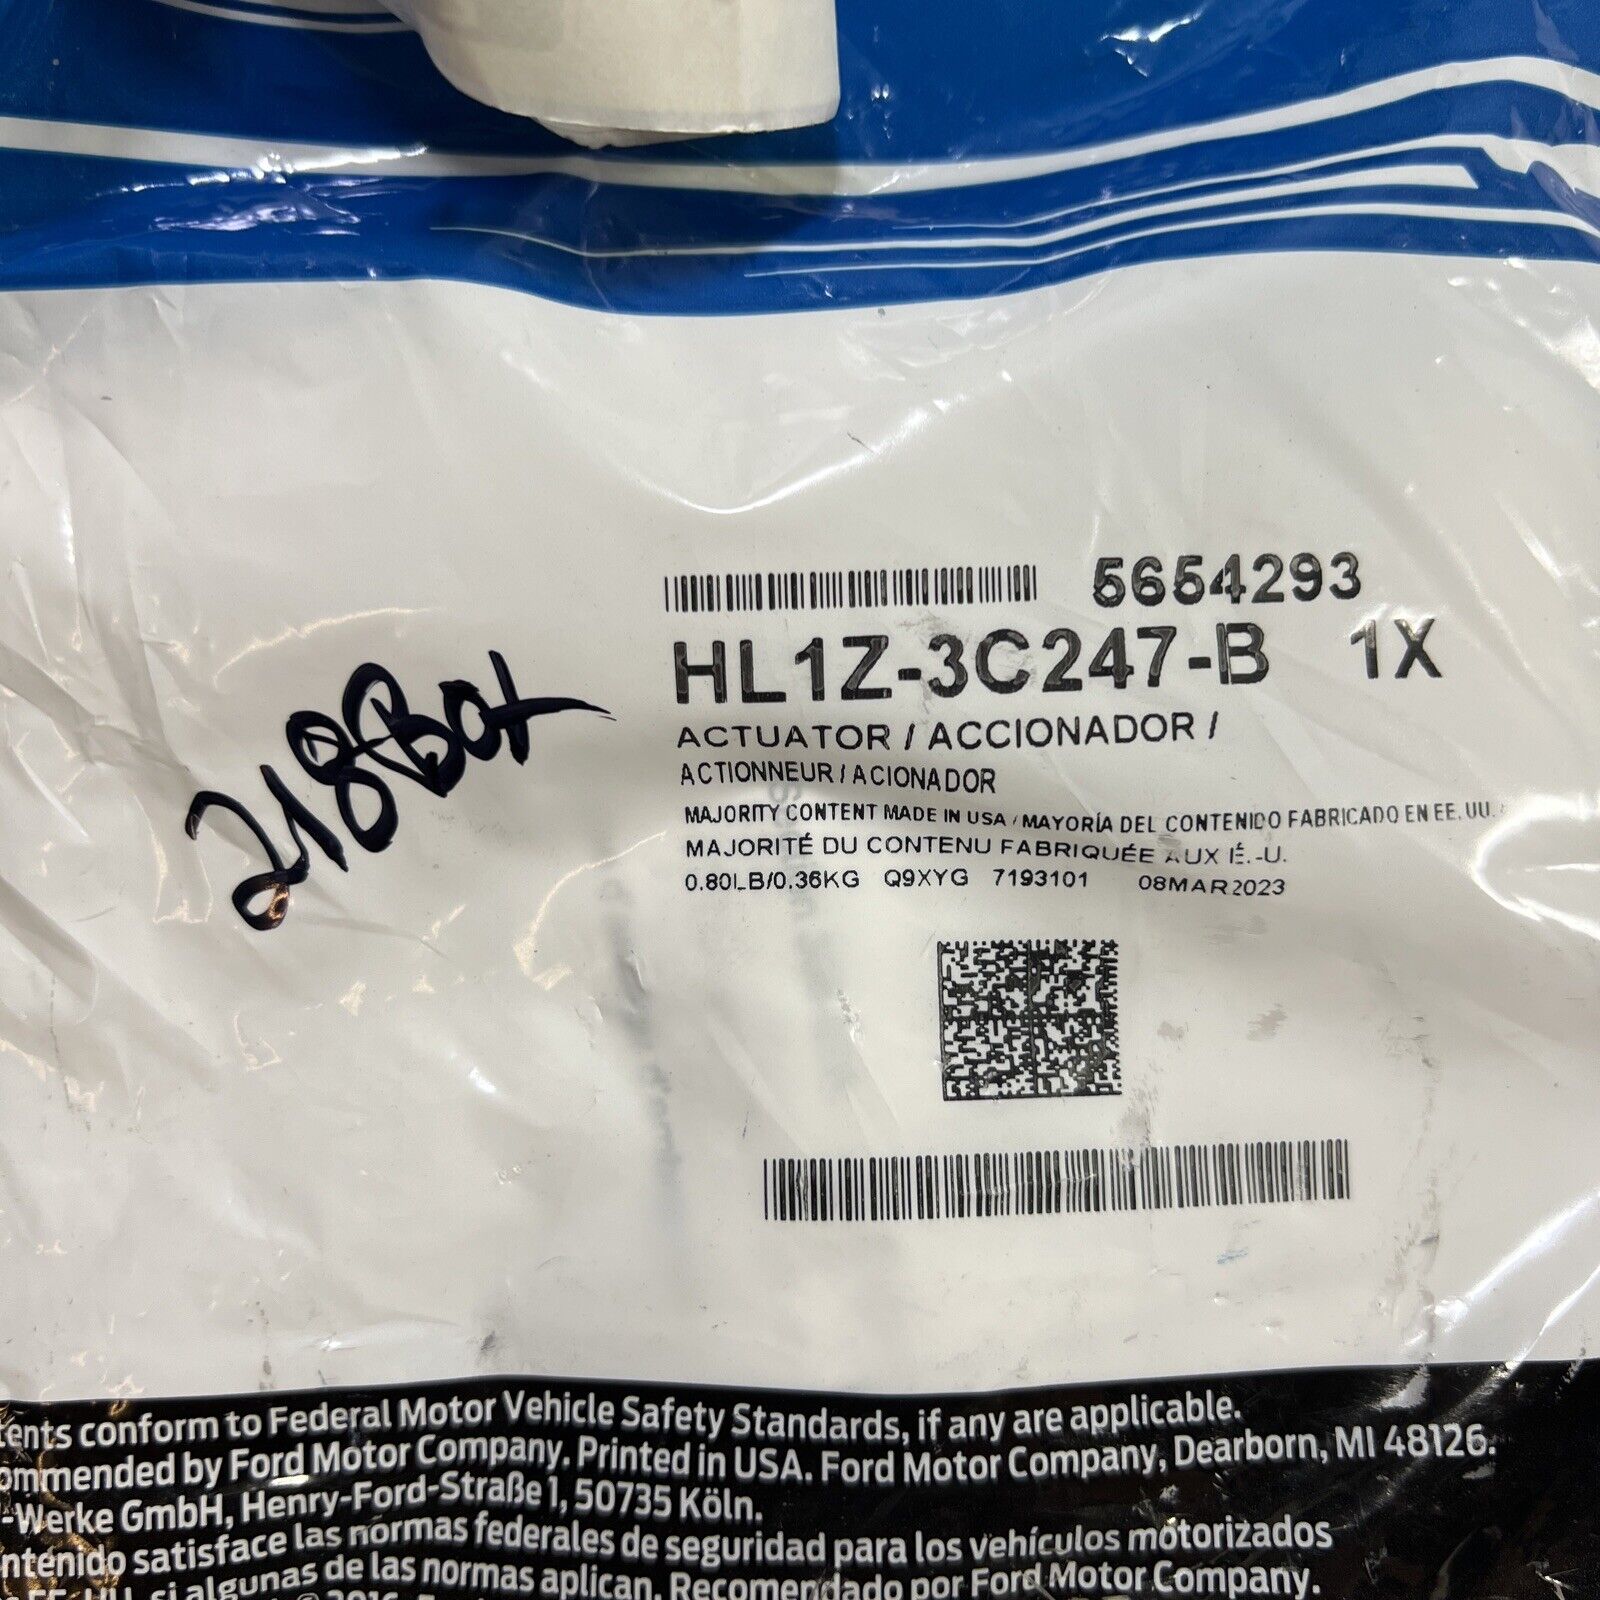 5654293
HL1Z-3C247-B 1X
ACTUATOR / ACCIONADOR /
ACTIONNEUR / ACIONADOR
MAJORITY CONTENT MADE IN USA / MAYORÍA DEL CONTENIDO FABRICADO EN EE. UU.
MAJORITÉ DU CONTENU FABRIQUÉE AUX É.-U.
0.80LB/0.36KG Q9XYG 7193101 08MAR2023
218Box
tents conform to Federal Motor Vehicle Safety Standards, if any are applicable.
ommended by Ford Motor Company. Printed in USA. Ford Motor Company, Dearborn, MI 48126.
-Werke GmbH, Henry-Ford-Straße 1, 50735 Köln.
ntenido satisface las normas federales de seguridad para los vehículos motorizados
si algunas de las normas aplican. Recomendado por Ford Motor Company.